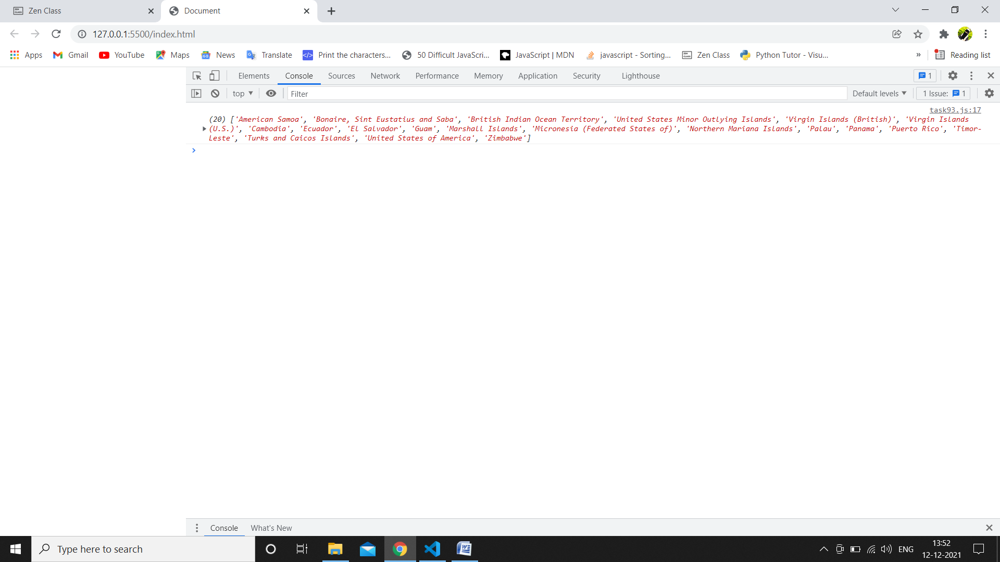 Zen Class
Document
127.0.0.1:5500/index.html
Apps
Gmail
YouTube
Maps
News
Translate
Print the characters...
50 Difficult JavaScri...
JavaScript | MDN
javascript - Sorting...
Zen Class
Python Tutor - Visu...
»
Reading list
Elements
Console
Sources
Network
Performance
Memory
Application
Security
Lighthouse
1
top
Filter
Default levels
1 Issue: 1
task93.js:17
(20) ['American Samoa', 'Bonaire, Sint Eustatius and Saba', 'British Indian Ocean Territory', 'United States Minor Outlying Islands', 'Virgin Islands (British)', 'Virgin Islands
(U.S.)', 'Cambodia', 'Ecuador', 'El Salvador', 'Guam', 'Marshall Islands', 'Micronesia (Federated States of)', 'Northern Mariana Islands', 'Palau', 'Panama', 'Puerto Rico', 'Timor-
Leste', 'Turks and Caicos Islands', 'United States of America', 'Zimbabwe']
Console
What's New
Type here to search
ENG
13:52
12-12-2021